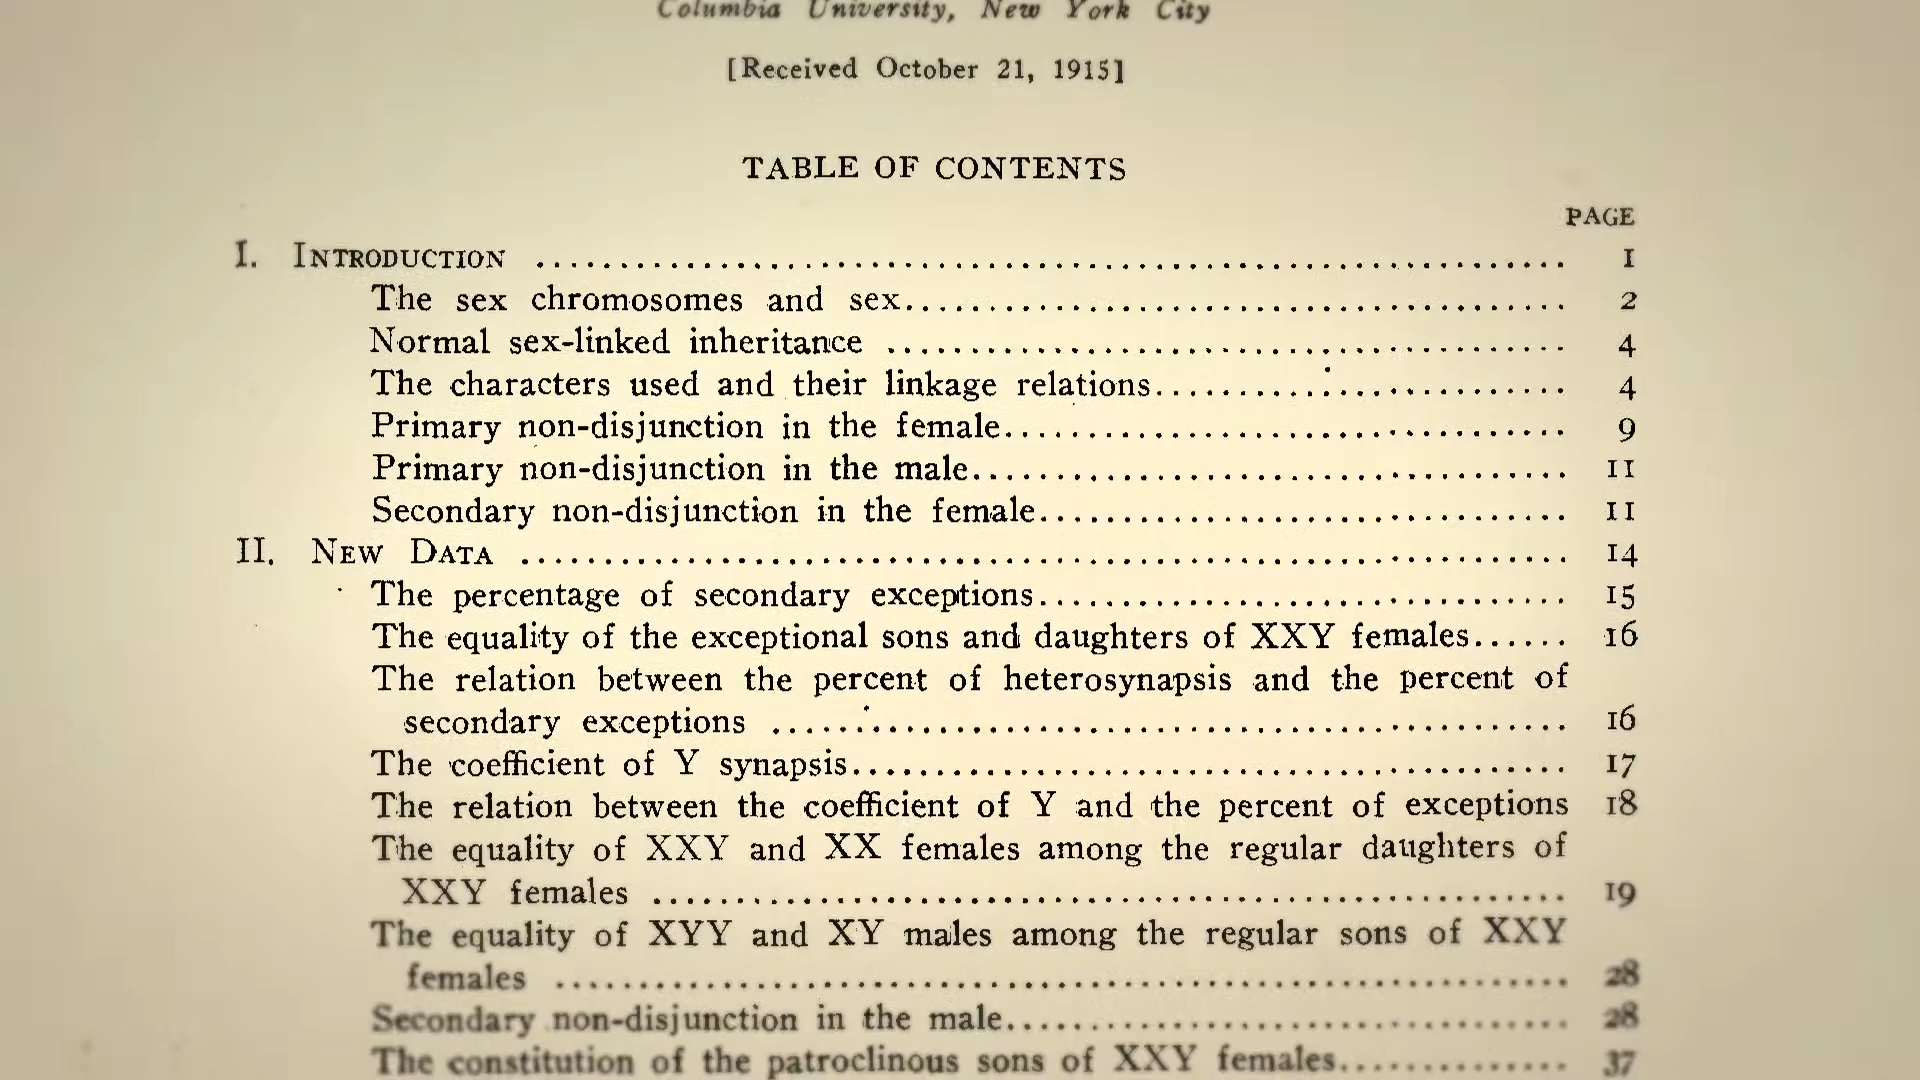 Columbia University, New York City
[Received October 21, 1915]
TABLE OF CONTENTS
PAGE
I. INTRODUCTION .................................................. 1
The sex chromosomes and sex................................ 2
Normal sex-linked inheritance ................................. 4
The characters used and their linkage relations.................... 4
Primary non-disjunction in the female........................... 9
Primary non-disjunction in the male............................. 11
Secondary non-disjunction in the female.......................... 11
II. NEW DATA ................................................... 14
The percentage of secondary exceptions.......................... 15
The equality of the exceptional sons and daughters of XXY females...... 16
The relation between the percent of heterosynapsis and the percent of
secondary exceptions ....................................... 16
The coefficient of Y synapsis................................... 17
The relation between the coefficient of Y and the percent of exceptions 18
The equality of XXY and XX females among the regular daughters of
XXY females ............................................. 19
The equality of XYY and XY males among the regular sons of XXY
females .................................................. 28
Secondary non-disjunction in the male............................ 28
The constitution of the patroclinous sons of XXY females............ 37